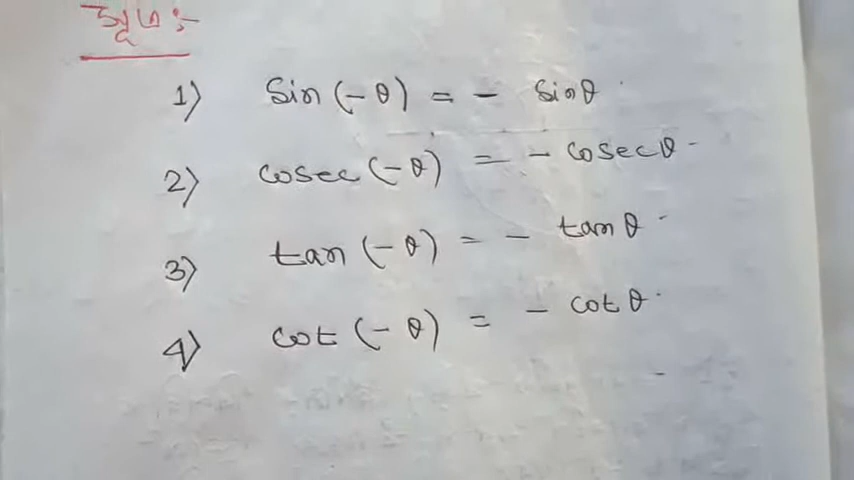 সূত্র :-
1) Sin (-θ) = - Sinθ
2) cosec (-θ) = - cosecθ
3) tan (-θ) = - tanθ
4) cot (-θ) = - cotθ